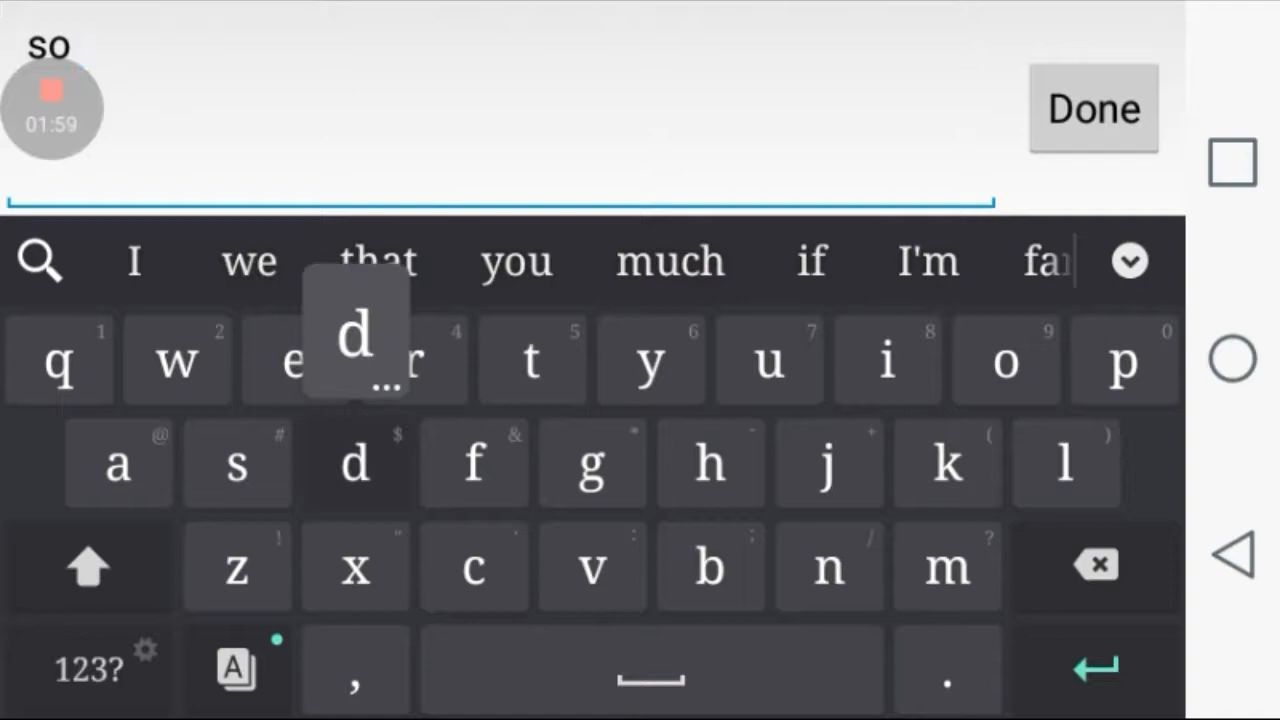 so
01:59
Done
I we that you much if I'm
d
1 2 4 5 6 7 8 9 0
q w e r t y u i o p
@ # $ & * - + ( )
a s d f g h j k l
! " ' : ; / ?
z x c v b n m
123? A , .